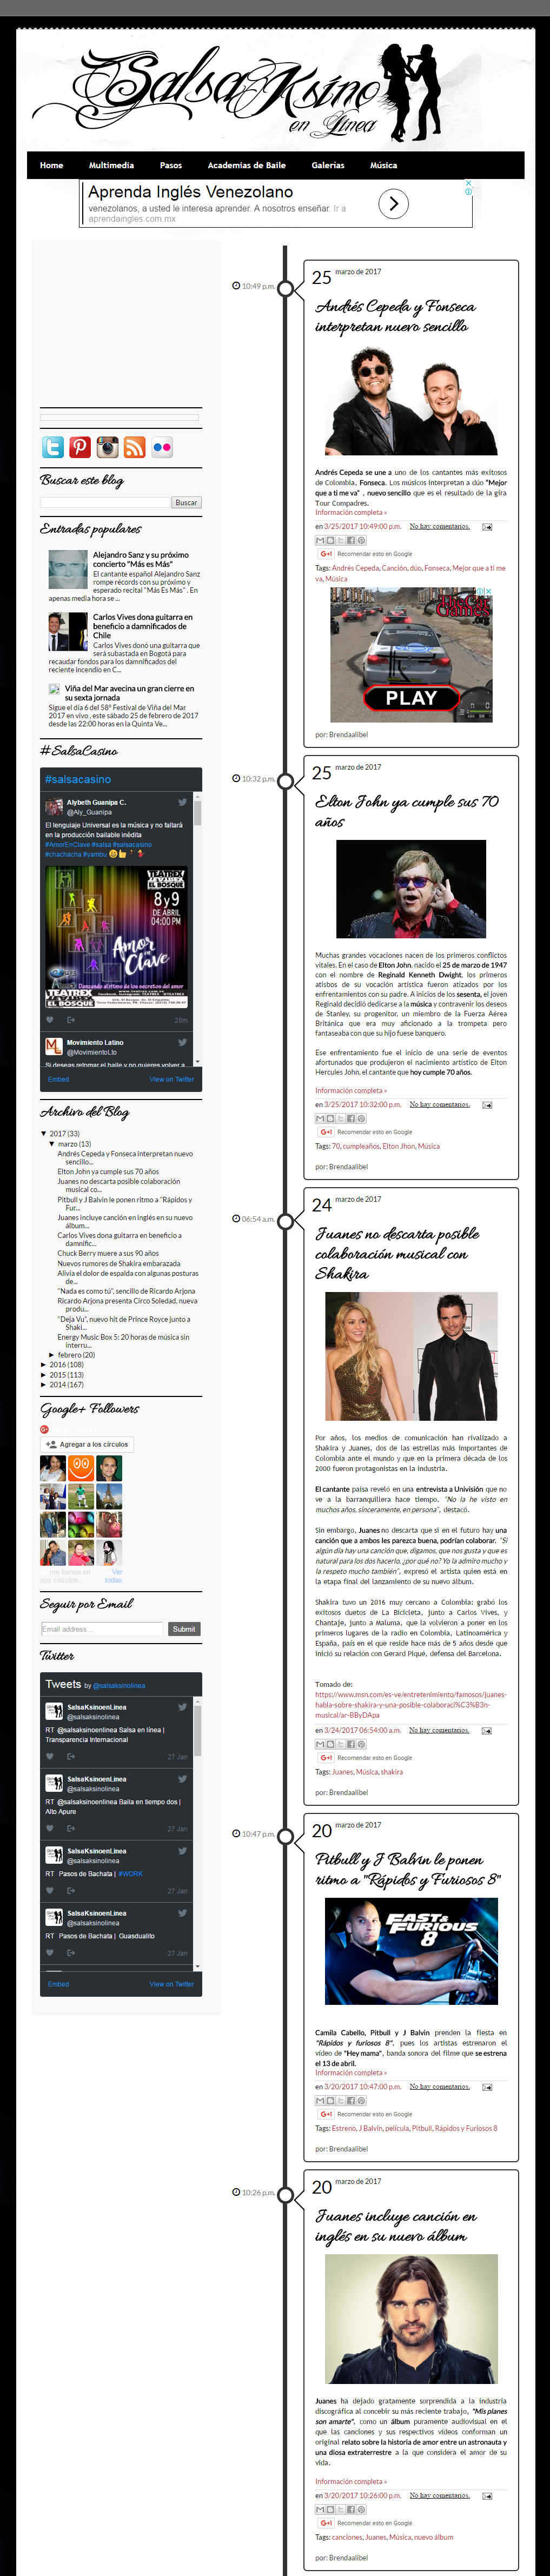 Salsa Ksino
en Línea
Home Multimedia Pasos Academias de Baile Galerias Música
Aprenda Inglés Venezolano
venezolanos, a usted le interesa aprender. A nosotros enseñar. Ir a
aprendaingles.com.mx
Buscar este blog
Buscar
Entradas populares
Alejandro Sanz y su próximo
concierto "Más es Más"
El cantante español Alejandro Sanz
rompe récords con su próximo y
esperado recital "Más Es Más" . En
apenas media hora se ...
Carlos Vives dona guitarra en
beneficio a damnificados de
Chile
Carlos Vives donó una guitarra que
será subastada en Bogotá para
recaudar fondos para los damnificados del
reciente incendio en C...
Viña del Mar avecina un gran cierre en
su sexta jornada
Sigue el día 6 del 58° Festival de Viña del Mar
2017 en vivo , este sábado 25 de febrero de 2017
desde las 22:00 horas en la Quinta Ve...
#SalsaCasino
#salsacasino
Alybeth Guanipa C.
@Aly_Guanipa
El lenguaje Universal es la música y no faltará
en la producción bailable inédita
#AmorEnClave #salsa #salsacasino
#chachacha #yambu
TEATREX
EL BOSQUE
8y9
DE ABRIL
04:00 PM
Amor en Clave
Danzando al ritmo de los secretos del amor
TEATREX
EL BOSQUE
28m
Movimiento Latino
@MovimientoLto
Si deseas retomar el baile y no quieres volver a
Embed View on Twitter
Archivo del Blog
▼ 2017 (33)
▼ marzo (13)
Andrés Cepeda y Fonseca interpretan nuevo
sencillo...
Elton John ya cumple sus 70 años
Juanes no descarta posible colaboración
musical co...
Pitbull y J Balvin le ponen ritmo a "Rápidos y
Fur...
Juanes incluye canción en inglés en su nuevo
álbum...
Carlos Vives dona guitarra en beneficio a
damnific...
Chuck Berry muere a sus 90 años
Nuevos rumores de Shakira embarazada
Alivia el dolor de espalda con algunas posturas
de...
"Nada es como tú", sencillo de Ricardo Arjona
Ricardo Arjona presenta Circo Soledad, nueva
produ...
"Deja Vu", nuevo hit de Prince Royce junto a
Shaki...
Energy Music Box 5: 20 horas de música sin
interru...
► febrero (20)
► 2016 (108)
► 2015 (113)
► 2014 (167)
Google+ Followers
Agregar a los círculos
Ver
todas
Seguir por Email
Email address... Submit
Twitter
Tweets by @salsaksinolinea
SalsaKsinoenLinea
@salsaksinolinea
RT @salsaksinoenlinea Salsa en línea |
Transparencia Internacional
27 Jan
SalsaKsinoenLinea
@salsaksinolinea
RT @salsaksinoenlinea Baila en tiempo dos |
Alto Apure
27 Jan
SalsaKsinoenLinea
@salsaksinolinea
RT Pasos de Bachata | #WORK
27 Jan
SalsaKsinoenLinea
@salsaksinolinea
RT Pasos de Bachata | Guasdualito
27 Jan
Embed View on Twitter
10:49 p.m.
25 marzo de 2017
Andrés Cepeda y Fonseca
interpretan nuevo sencillo
Andrés Cepeda se une a uno de los cantantes más exitosos
de Colombia, Fonseca. Los músicos interpretan a dúo "Mejor
que a ti me va" , nuevo sencillo que es el resultado de la gira
Tour Compadres.
Información completa »
en 3/25/2017 10:49:00 p.m. No hay comentarios.
G+1 Recomendar esto en Google
Tags: Andrés Cepeda, Canción, dúo, Fonseca, Mejor que a ti me
va, Música
TheCar
Games
.org
PLAY
por: Brendaalibel
10:32 p.m.
25 marzo de 2017
Elton John ya cumple sus 70
años
Muchas grandes vocaciones nacen de los primeros conflictos
vitales. En el caso de Elton John, nacido el 25 de marzo de 1947
con el nombre de Reginald Kenneth Dwight, los primeros
atisbos de su vocación artística fueron atizados por los
enfrentamientos con su padre. A inicios de los sesenta, el joven
Reginald decidió dedicarse a la música y contravenir los deseos
de Stanley, su progenitor, un miembro de la Fuerza Aérea
Británica que era muy aficionado a la trompeta pero
fantaseaba con que su hijo fuese banquero.
Ese enfrentamiento fue el inicio de una serie de eventos
afortunados que produjeron el nacimiento artístico de Elton
Hercules John, el cantante que hoy cumple 70 años.
Información completa »
en 3/25/2017 10:32:00 p.m. No hay comentarios.
G+1 Recomendar esto en Google
Tags: 70, cumpleaños, Elton Jhon, Música
por: Brendaalibel
06:54 a.m.
24 marzo de 2017
Juanes no descarta posible
colaboración musical con
Shakira
Por años, los medios de comunicación han rivalizado a
Shakira y Juanes, dos de las estrellas más importantes de
Colombia ante el mundo y que en la primera década de los
2000 fueron protagonistas en la industria.
El cantante paisa reveló en una entrevista a Univisión que no
ve a la barranquillera hace tiempo, "No la he visto en
muchos años, sinceramente, en persona", destacó.
Sin embargo, Juanes no descarta que si en el futuro hay una
canción que a ambos les parezca buena, podrían colaborar. "Si
algún día hay una canción que, digamos, que nos gusta y que es
natural para los dos hacerlo, ¿por qué no? Yo la admiro mucho y
la respeto mucho también", expresó el artista quien está en
la etapa final del lanzamiento de su nuevo álbum.
Shakira tuvo un 2016 muy cercano a Colombia: grabó los
exitosos duetos de La Bicicleta, junto a Carlos Vives, y
Chantaje, junto a Maluma, que la volvieron a poner en los
primeros lugares de la radio en Colombia, Latinoamérica y
España, país en el que reside hace más de 5 años desde que
inició su relación con Gerard Piqué, defensa del Barcelona.
Tomado de:
https://www.msn.com/es-ve/entretenimiento/famosos/juanes-
habla-sobre-shakira-y-una-posible-colaboraci%C3%B3n-
musical/ar-BByDApa
en 3/24/2017 06:54:00 a.m. No hay comentarios.
G+1 Recomendar esto en Google
Tags: Juanes, Música, shakira
por: Brendaalibel
10:47 p.m.
20 marzo de 2017
Pitbull y J Balvin le ponen
ritmo a "Rápidos y Furiosos 8"
FAST & FURIOUS
8
Camila Cabello, Pitbull y J Balvin prenden la fiesta en
"Rápidos y furiosos 8", pues los artistas estrenaron el
video de "Hey mama", banda sonora del filme que se estrena
el 13 de abril.
Información completa »
en 3/20/2017 10:47:00 p.m. No hay comentarios.
G+1 Recomendar esto en Google
Tags: Estreno, J Balvin, película, Pitbull, Rápidos y Furiosos 8
por: Brendaalibel
10:26 p.m.
20 marzo de 2017
Juanes incluye canción en
inglés en su nuevo álbum
Juanes ha dejado gratamente sorprendida a la industria
discográfica al concebir su más reciente trabajo, "Mis planes
son amarte", como un álbum puramente audiovisual en el
que las canciones y sus respectivos videos conforman un
original relato sobre la historia de amor entre un astronauta y
una diosa extraterrestre a la que considera el amor de su
vida.
Información completa »
en 3/20/2017 10:26:00 p.m. No hay comentarios.
G+1 Recomendar esto en Google
Tags: canciones, Juanes, Música, nuevo álbum
por: Brendaalibel